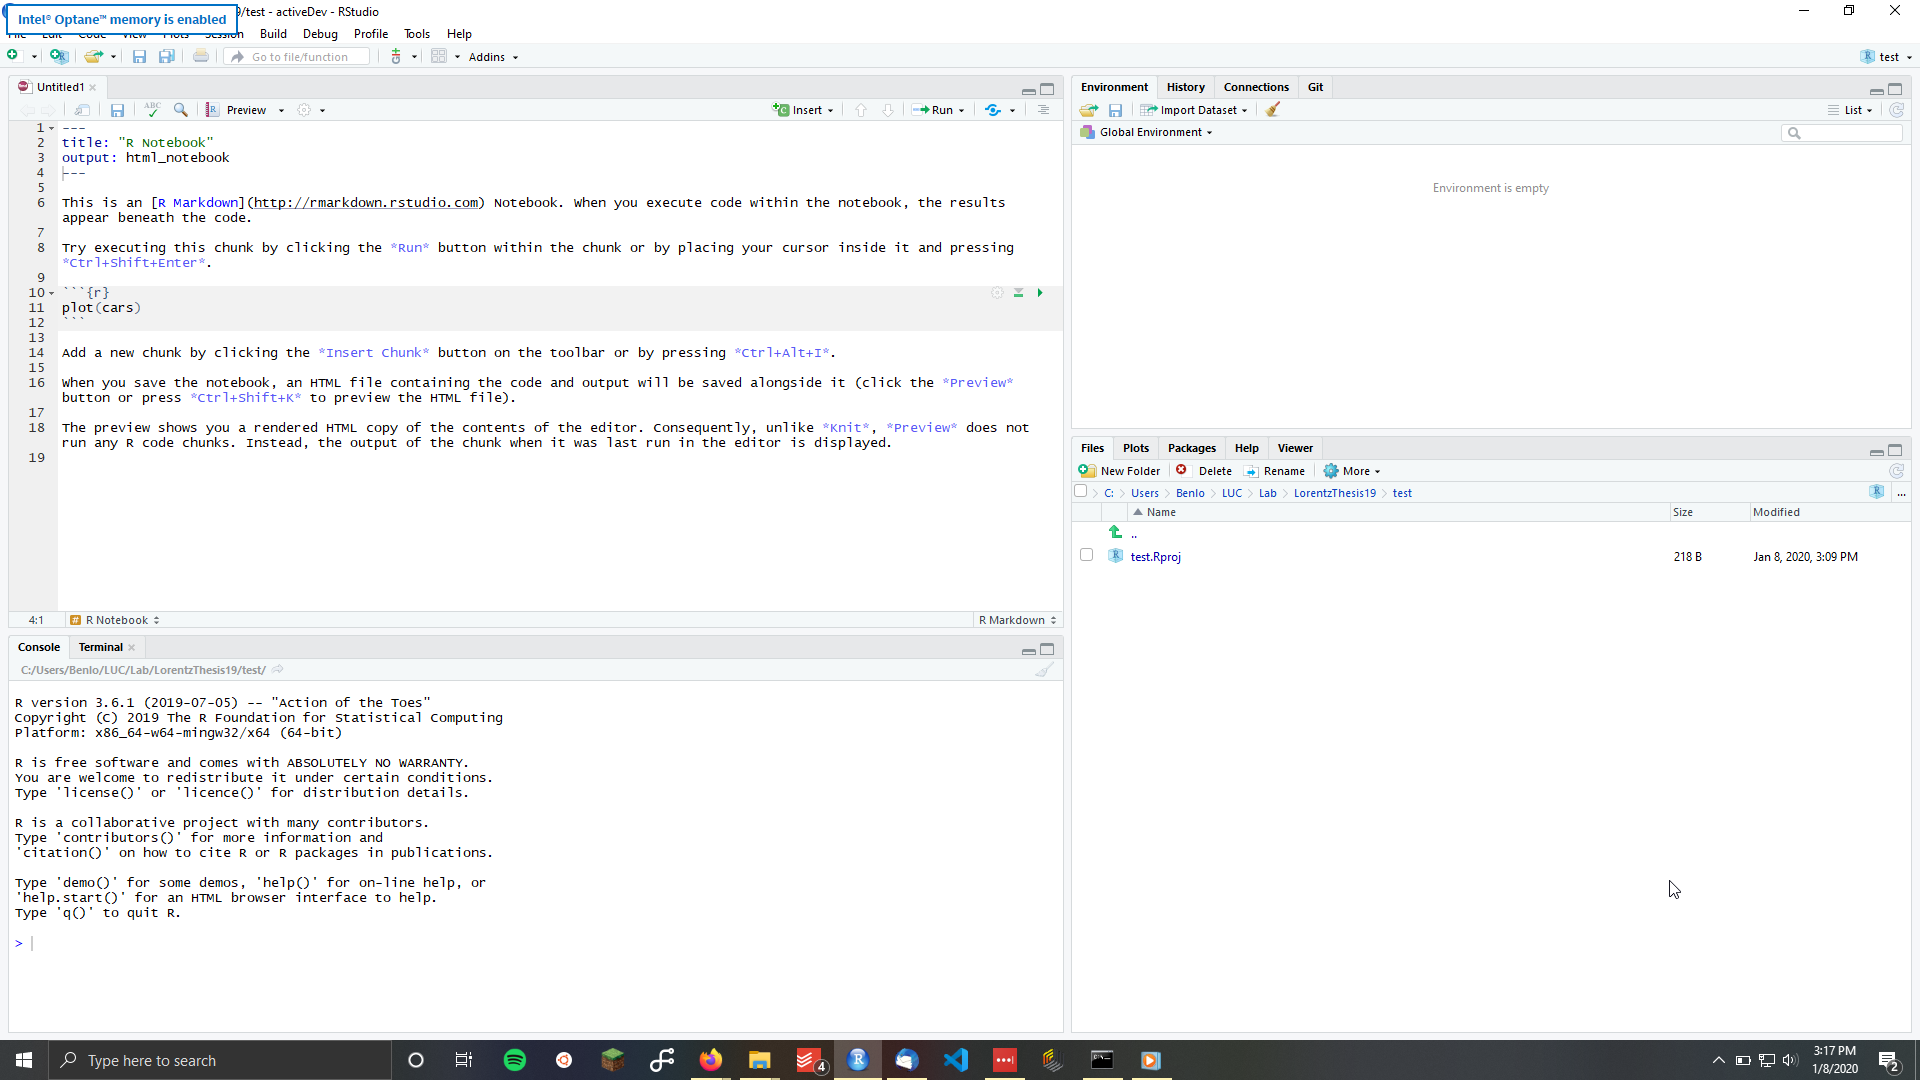 Intel® Optane™ memory is enabled
9/test - activeDev - RStudio
File Edit Code View Plots Session Build Debug Profile Tools Help
Go to file/function
Addins
test
Untitled1
ABC
Preview
Insert
Run
1 ---
2 title: "R Notebook"
3 output: html_notebook
4 ---
5
6 This is an [R Markdown](http://rmarkdown.rstudio.com) Notebook. When you execute code within the notebook, the results
appear beneath the code.
7
8 Try executing this chunk by clicking the *Run* button within the chunk or by placing your cursor inside it and pressing
*Ctrl+Shift+Enter*.
9
10 ```{r}
11 plot(cars)
12 ```
13
14 Add a new chunk by clicking the *Insert Chunk* button on the toolbar or by pressing *Ctrl+Alt+I*.
15
16 When you save the notebook, an HTML file containing the code and output will be saved alongside it (click the *Preview*
button or press *Ctrl+Shift+K* to preview the HTML file).
17
18 The preview shows you a rendered HTML copy of the contents of the editor. Consequently, unlike *Knit*, *Preview* does not
run any R code chunks. Instead, the output of the chunk when it was last run in the editor is displayed.
19
4:1 # R Notebook R Markdown
Console Terminal
C:/Users/Benlo/LUC/Lab/LorentzThesis19/test/
R version 3.6.1 (2019-07-05) -- "Action of the Toes"
Copyright (C) 2019 The R Foundation for Statistical Computing
Platform: x86_64-w64-mingw32/x64 (64-bit)
R is free software and comes with ABSOLUTELY NO WARRANTY.
You are welcome to redistribute it under certain conditions.
Type 'license()' or 'licence()' for distribution details.
R is a collaborative project with many contributors.
Type 'contributors()' for more information and
'citation()' on how to cite R or R packages in publications.
Type 'demo()' for some demos, 'help()' for on-line help, or
'help.start()' for an HTML browser interface to help.
Type 'q()' to quit R.
>
Environment History Connections Git
Import Dataset
List
Global Environment
Environment is empty
Files Plots Packages Help Viewer
New Folder Delete Rename More
C: Users Benlo LUC Lab LorentzThesis19 test ...
Name Size Modified
..
test.Rproj 218 B Jan 8, 2020, 3:09 PM
Type here to search
4
3:17 PM
1/8/2020
2